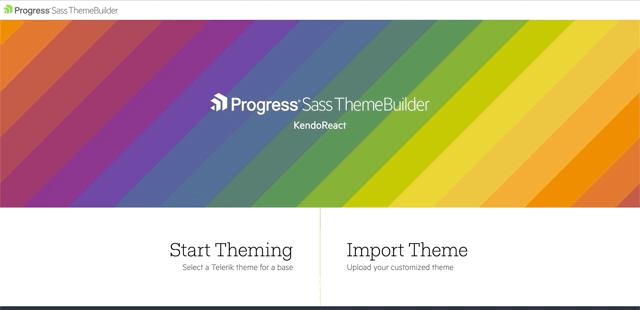 Progress® Sass ThemeBuilder
Progress® Sass ThemeBuilder
KendoReact
Start Theming
Select a Telerik theme for a base
Import Theme
Upload your customized theme